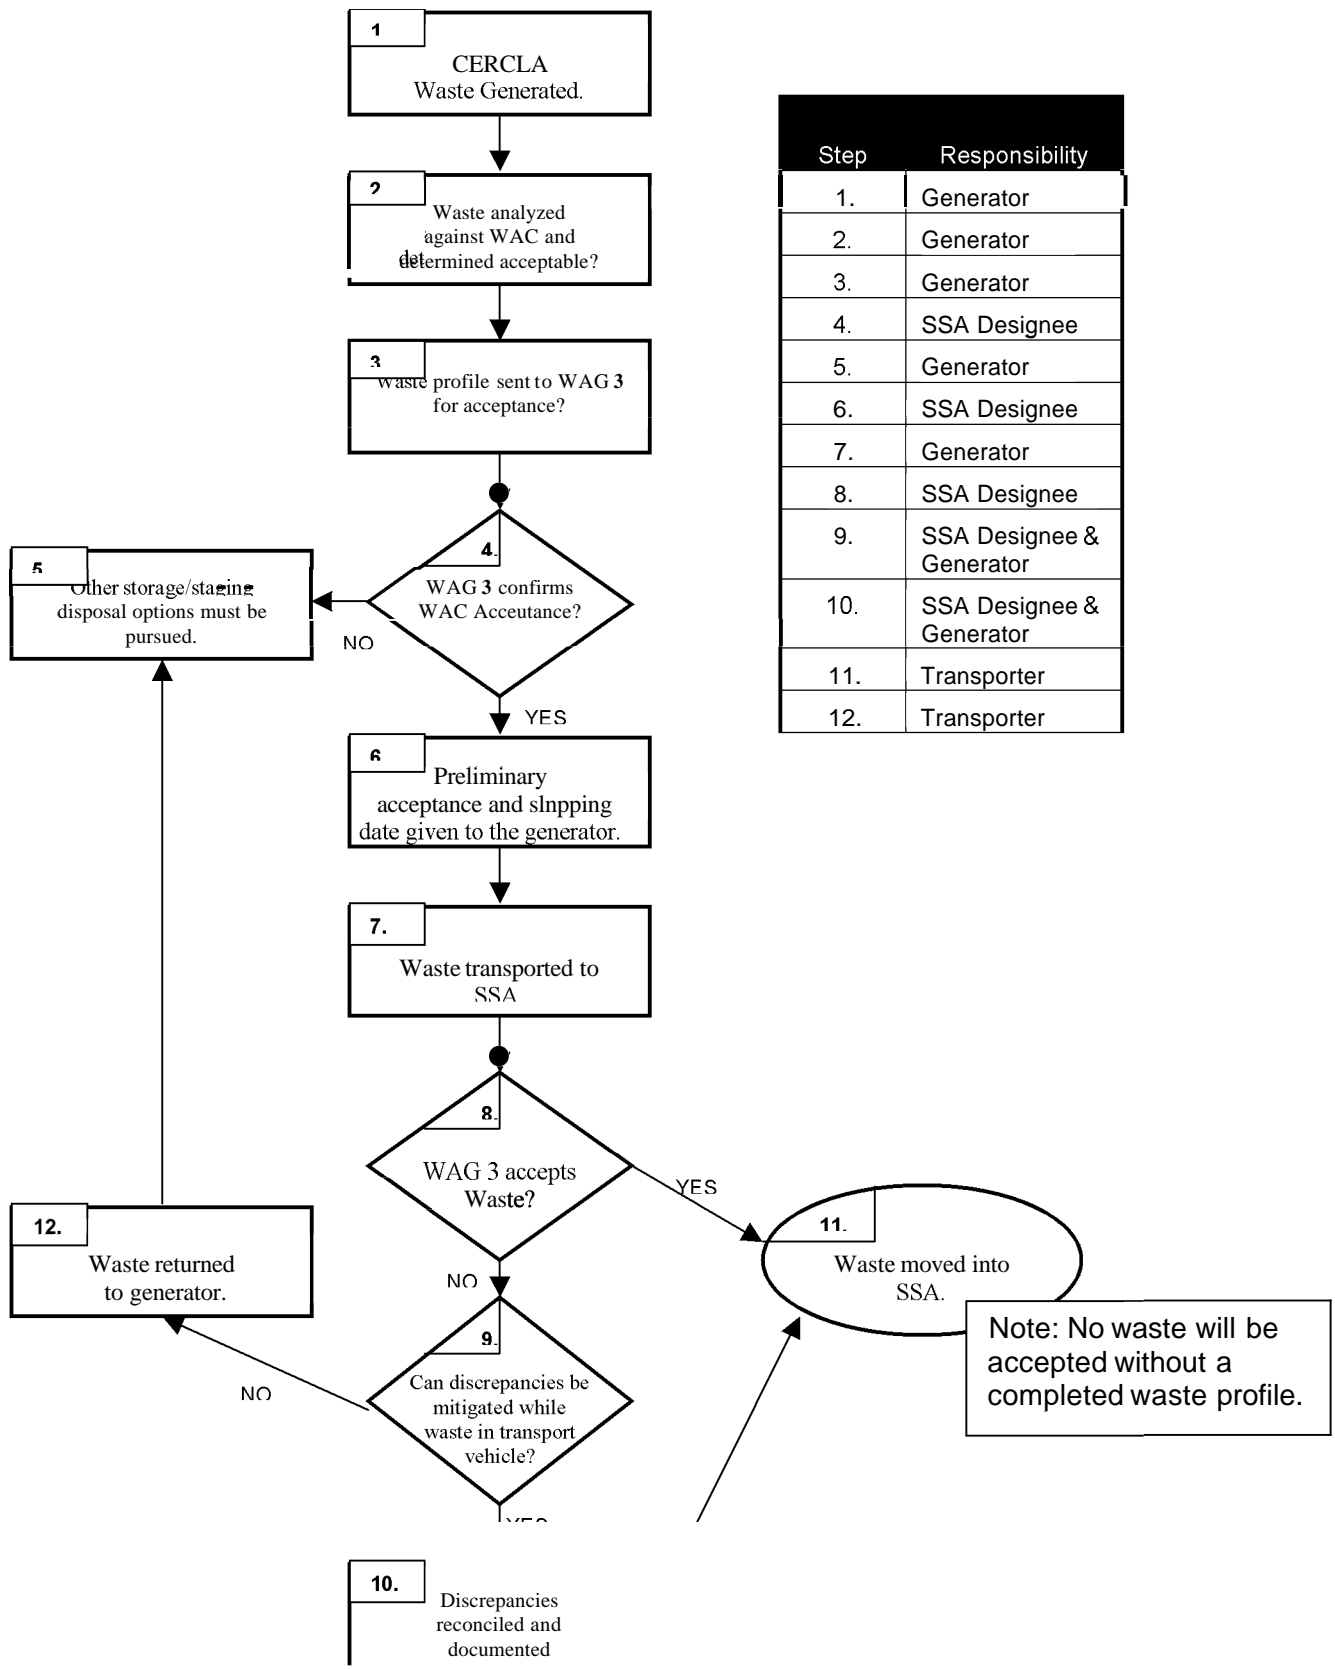 1
CERCLA
Waste Generated.
2
Waste analyzed
against WAC and
determined acceptable?
3
Waste profile sent to WAG 3
for acceptance?
4.
WAG 3 confirms
WAC Acceutance?
NO
YES
5
Other storage/staging
disposal options must be
pursued.
6
Preliminary
acceptance and slnpping
date given to the generator.
7.
Waste transported to
SSA
8.
WAG 3 accepts
Waste?
YES
NO
9.
Can discrepancies be
mitigated while
waste in transport
vehicle?
NO
YES
10.
Discrepancies
reconciled and
documented
11.
Waste moved into
SSA.
12.
Waste returned
to generator.
Note: No waste will be
accepted without a
completed waste profile.
Step Responsibility
1. Generator
2. Generator
3. Generator
4. SSA Designee
5. Generator
6. SSA Designee
7. Generator
8. SSA Designee
9. SSA Designee &
Generator
10. SSA Designee &
Generator
11. Transporter
12. Transporter